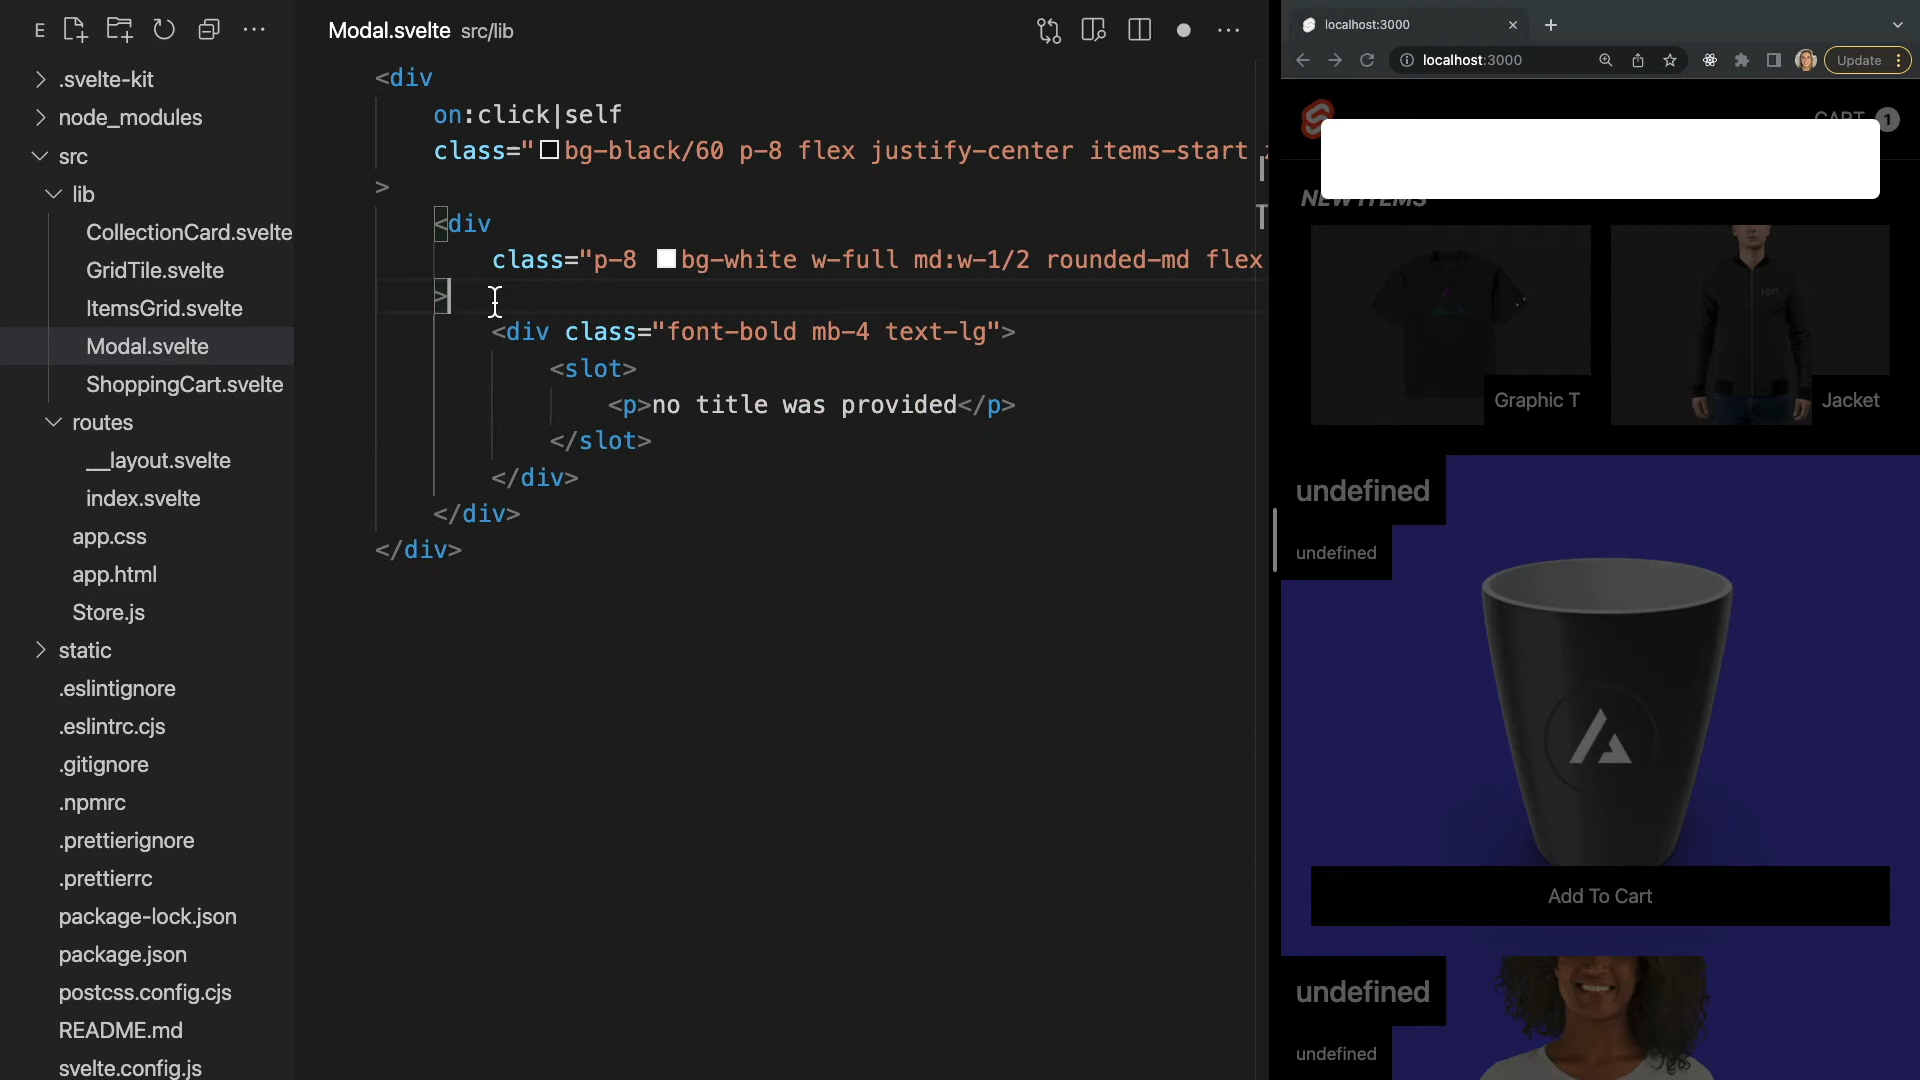 E
Modal.svelte src/lib
.svelte-kit
node_modules
src
lib
CollectionCard.svelte
GridTile.svelte
ItemsGrid.svelte
Modal.svelte
ShoppingCart.svelte
routes
__layout.svelte
index.svelte
app.css
app.html
Store.js
static
.eslintignore
.eslintrc.cjs
.gitignore
.npmrc
.prettierignore
.prettierrc
package-lock.json
package.json
postcss.config.cjs
README.md
svelte.config.js
<div
on:click|self
class="bg-black/60 p-8 flex justify-center items-start
>
<div
class="p-8 bg-white w-full md:w-1/2 rounded-md flex
>
<div class="font-bold mb-4 text-lg">
<slot>
<p>no title was provided</p>
</slot>
</div>
</div>
</div>
localhost:3000
localhost:3000
Update
CART 1
NEW ITEMS
Graphic T
Jacket
undefined
undefined
Add To Cart
undefined
undefined